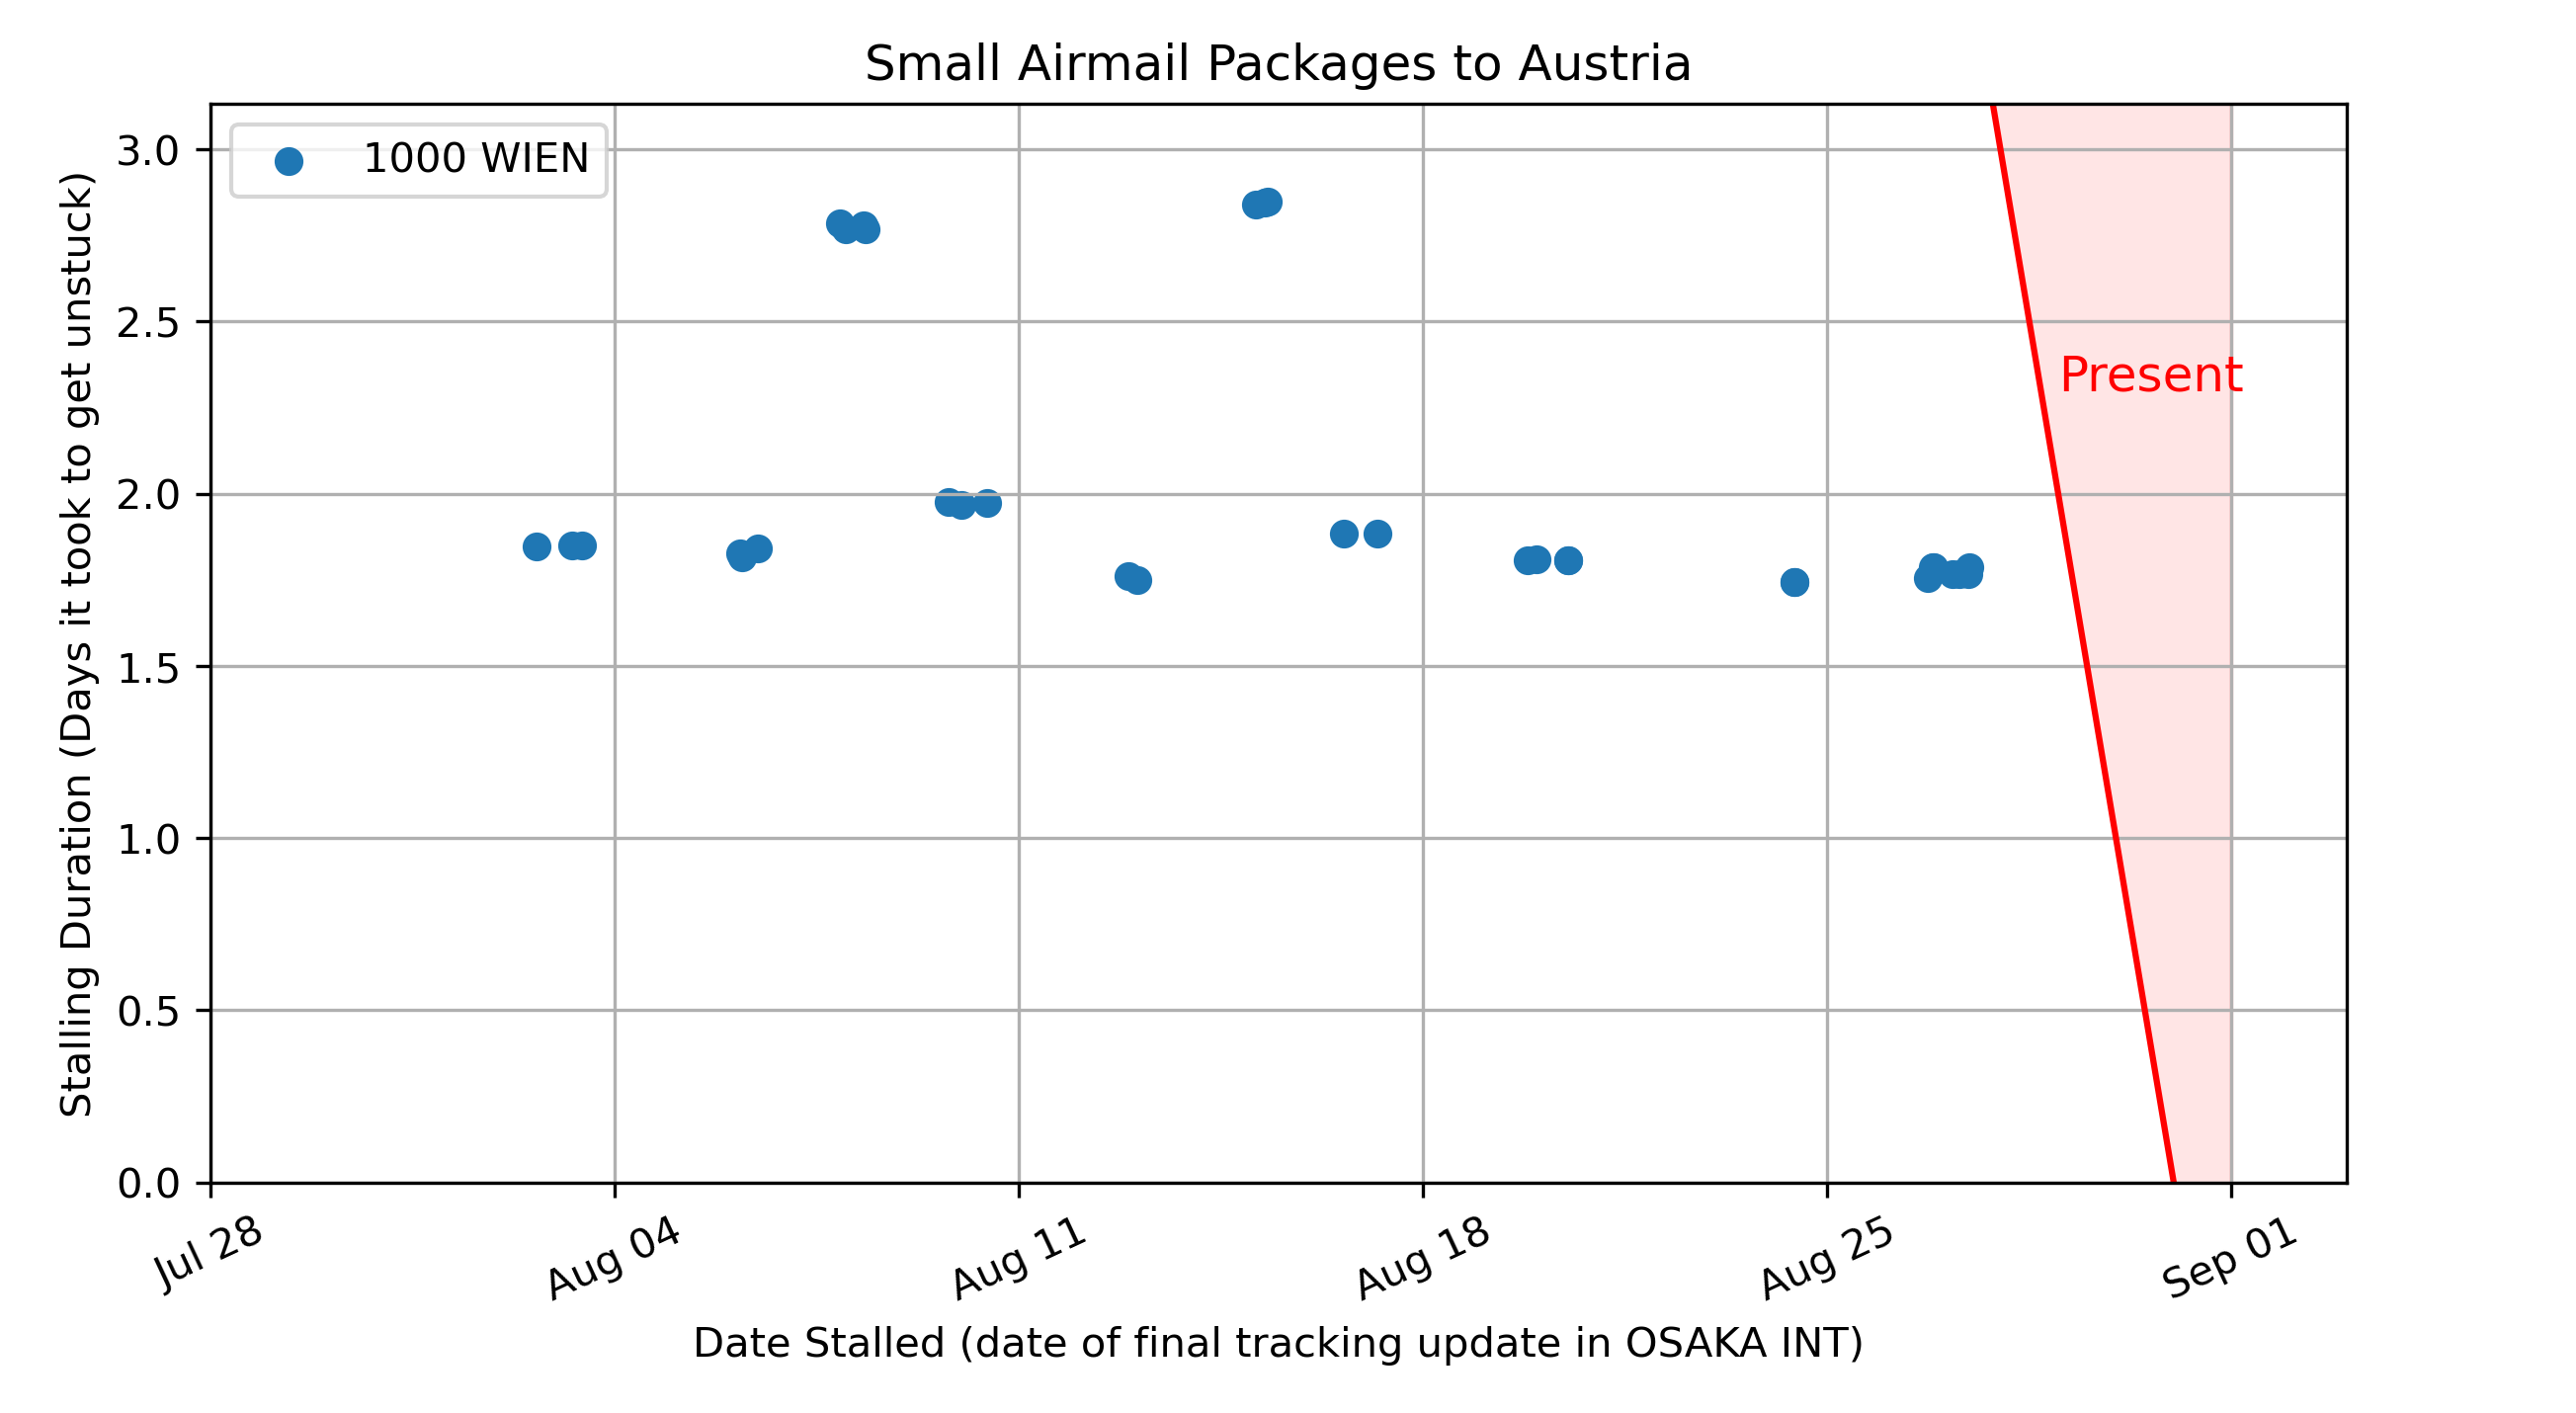 Small Airmail Packages to Austria
1000 WIEN
Present
Stalling Duration (Days it took to get unstuck)
3.0
2.5
2.0
1.5
1.0
0.5
0.0
Jul 28
Aug 04
Aug 11
Aug 18
Aug 25
Sep 01
Date Stalled (date of final tracking update in OSAKA INT)